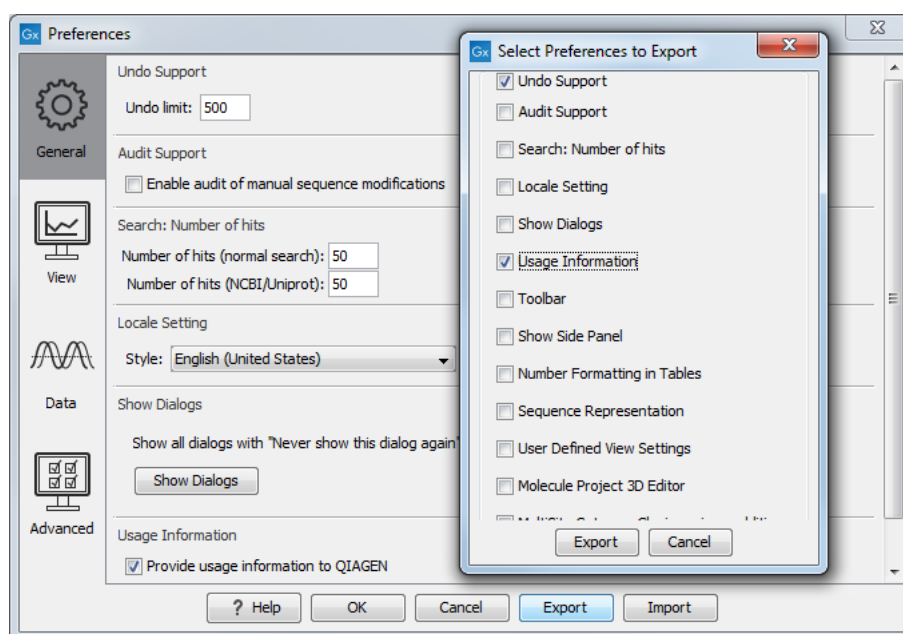 Gx Preferences
General
View
Data
Advanced
Undo Support
Undo limit: 500
Audit Support
Enable audit of manual sequence modifications
Search: Number of hits
Number of hits (normal search): 50
Number of hits (NCBI/Uniprot): 50
Locale Setting
Style: English (United States)
Show Dialogs
Show all dialogs with "Never show this dialog again"
Show Dialogs
Usage Information
Provide usage information to QIAGEN
? Help OK Cancel Export Import
Gx Select Preferences to Export
Undo Support
Audit Support
Search: Number of hits
Locale Setting
Show Dialogs
Usage Information
Toolbar
Show Side Panel
Number Formatting in Tables
Sequence Representation
User Defined View Settings
Molecule Project 3D Editor
Export Cancel